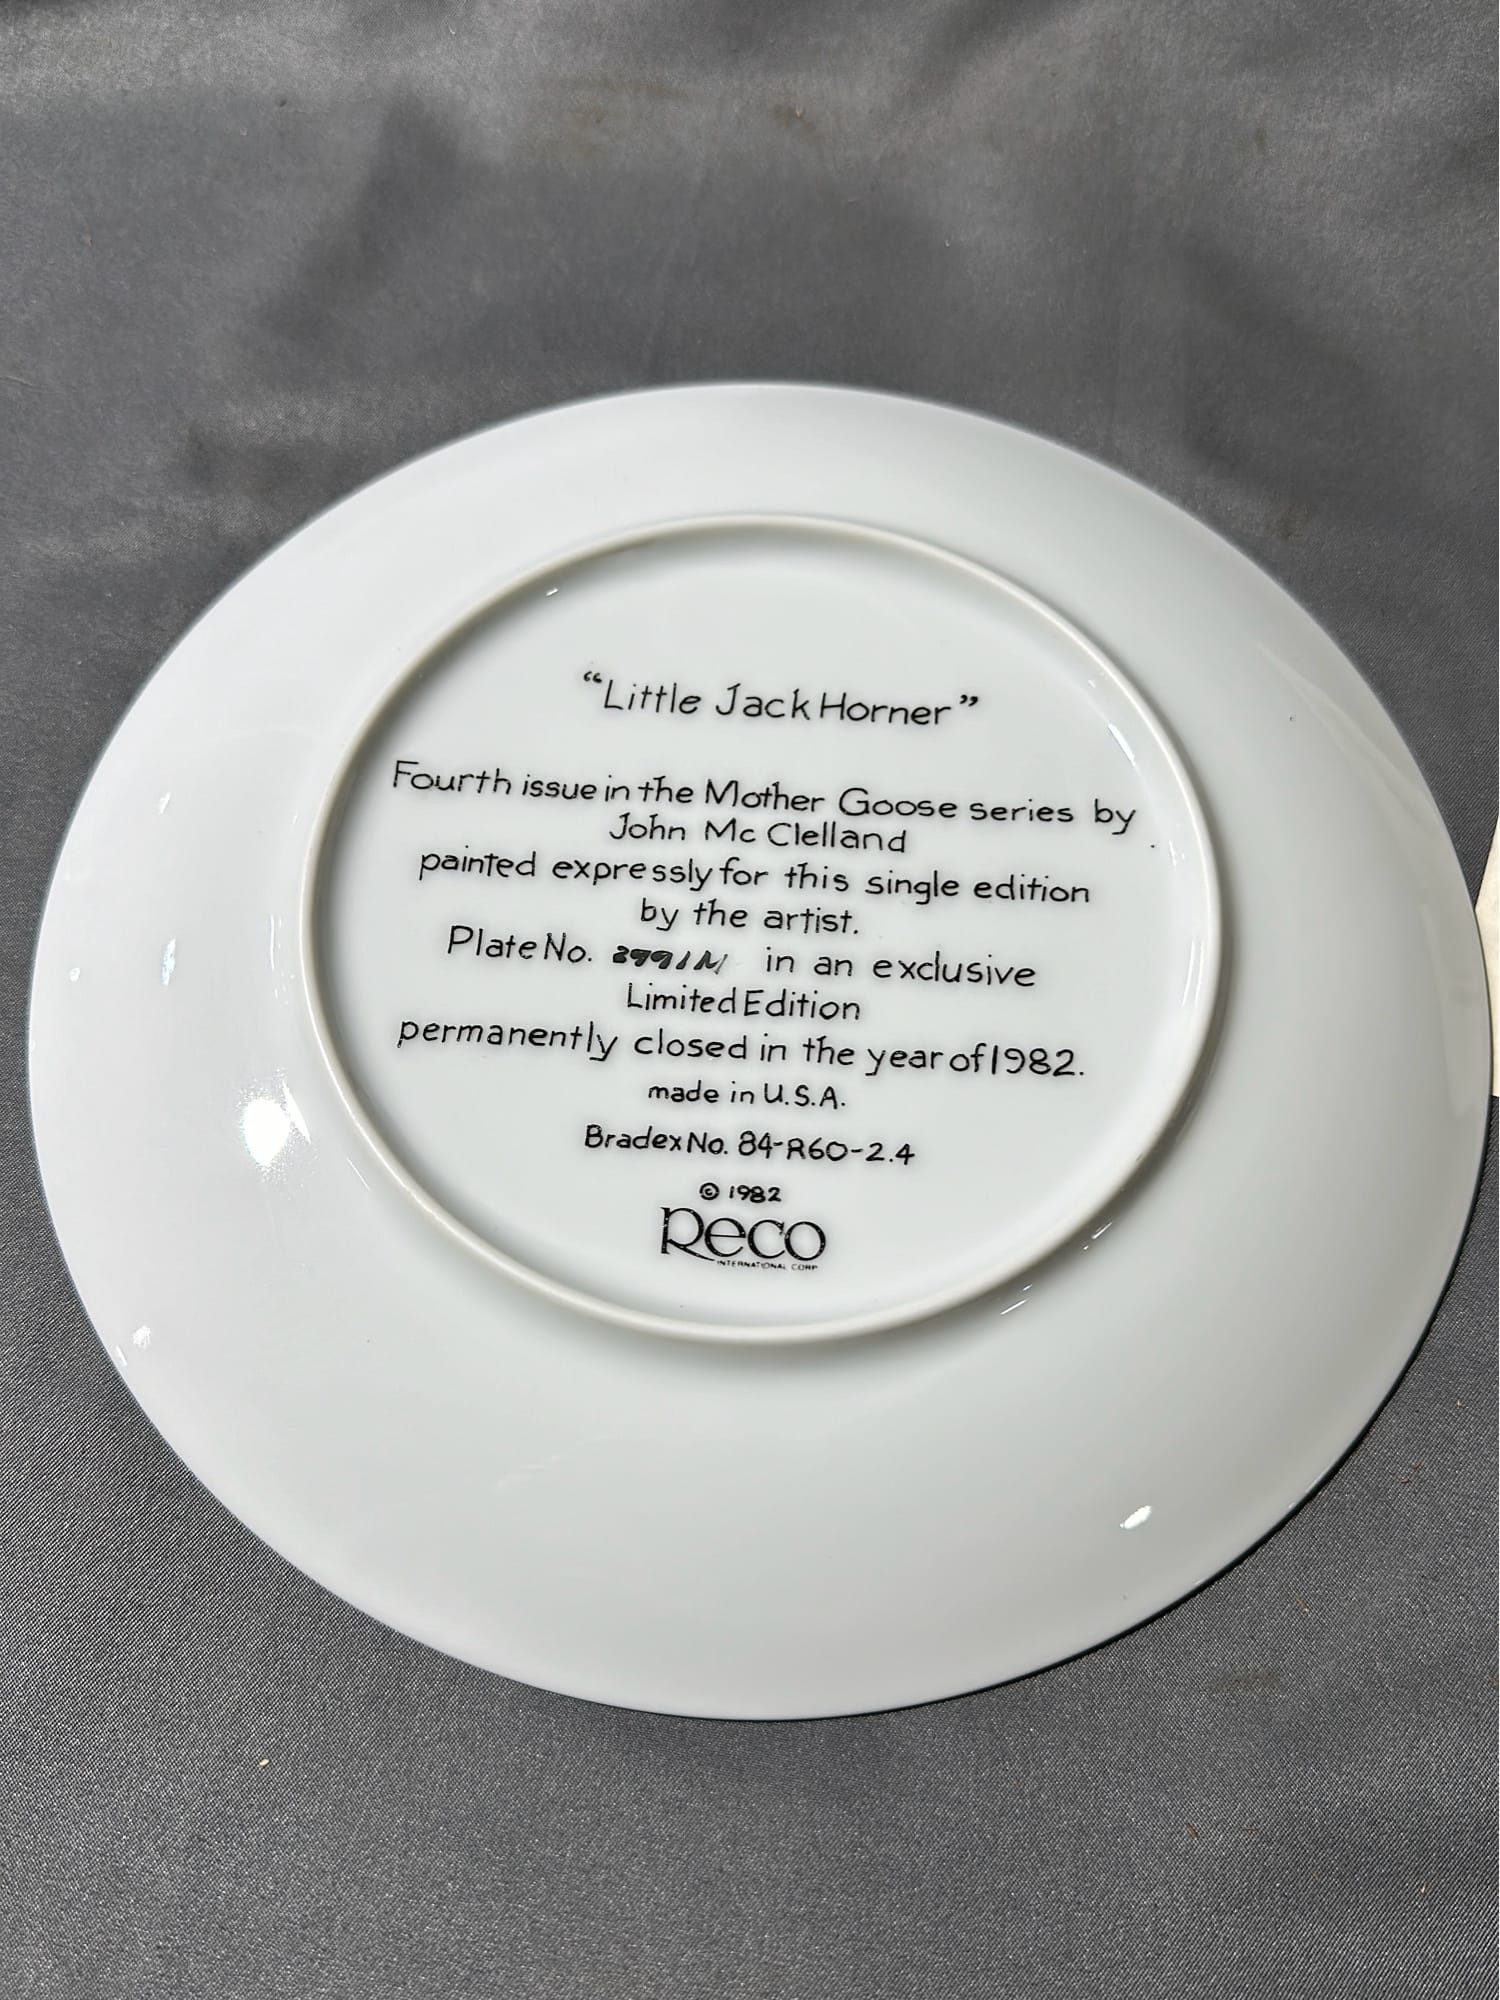 “Little Jack Horner”
Fourth issue in the Mother Goose series by
John Mc Clelland
painted expressly for this single edition
by the artist.
Plate No. in an exclusive
Limited Edition
permanently closed in the year of 1982.
made in U.S.A.
Bradex No. 84-R60-2.4
© 1982
Reco
INTERNATIONAL CORP